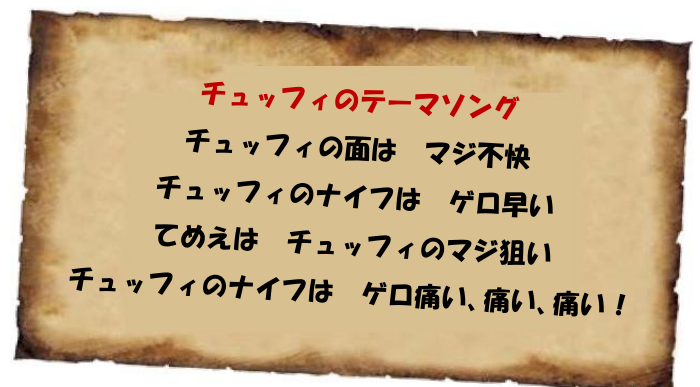 チュッフィのテーマソング
チュッフィの面は　マジ不快
チュッフィのナイフは　ゲロ早い
てめえは　チュッフィのマジ狙い
チュッフィのナイフは　ゲロ痛い、痛い、痛い！